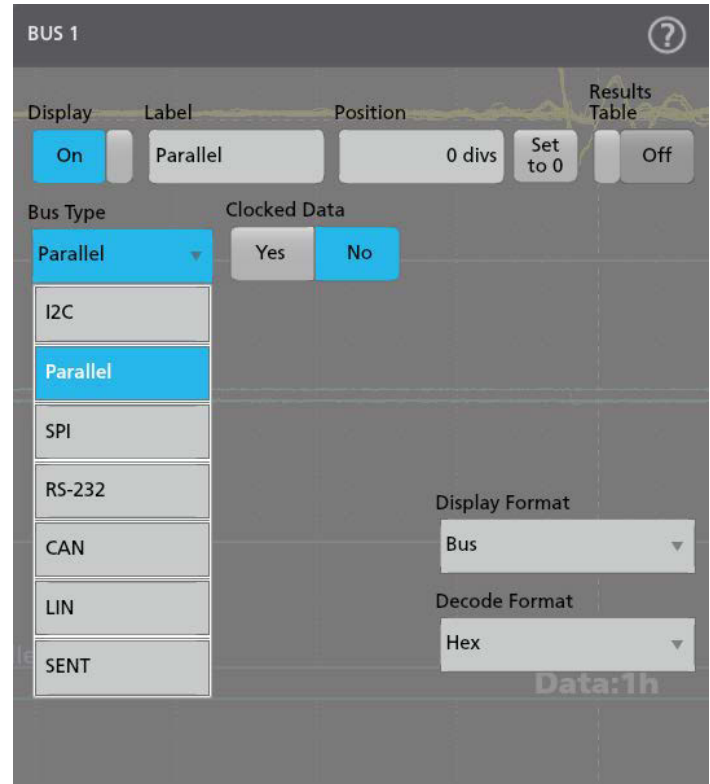 BUS 1
?
Display Label Position Results Table
On Parallel 0 divs Set to 0 Off
Bus Type Clocked Data
Parallel Yes No
I2C
Parallel
SPI
RS-232
Display Format
CAN Bus
LIN Decode Format
Hex
SENT
Data:1h